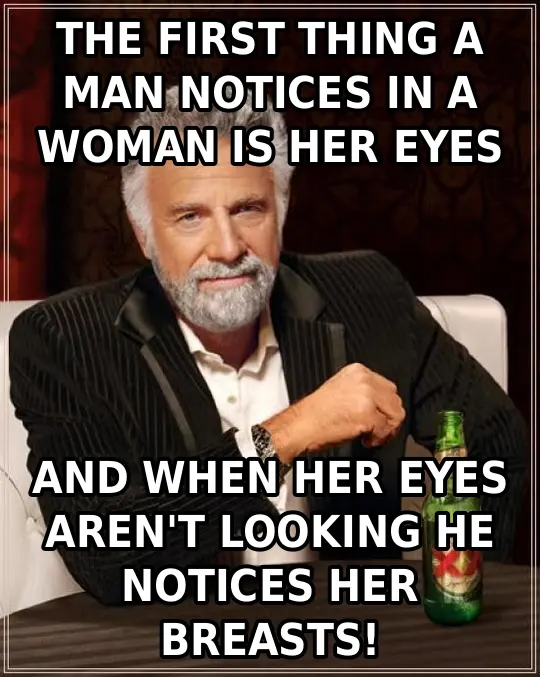 THE FIRST THING A
MAN NOTICES IN A
WOMAN IS HER EYES
AND WHEN HER EYES
AREN'T LOOKING HE
NOTICES HER
BREASTS!